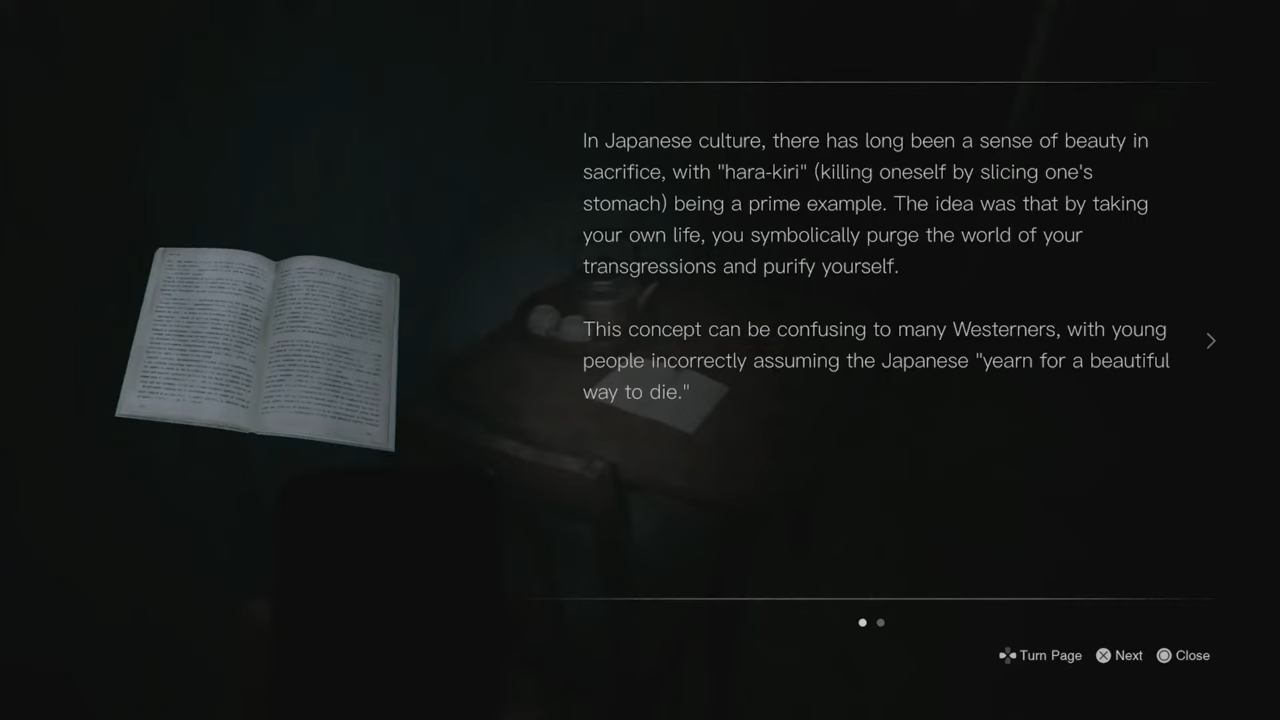 In Japanese culture, there has long been a sense of beauty in
sacrifice, with "hara-kiri" (killing oneself by slicing one's
stomach) being a prime example. The idea was that by taking
your own life, you symbolically purge the world of your
transgressions and purify yourself.
This concept can be confusing to many Westerners, with young
people incorrectly assuming the Japanese "yearn for a beautiful
way to die."
Turn Page Next Close